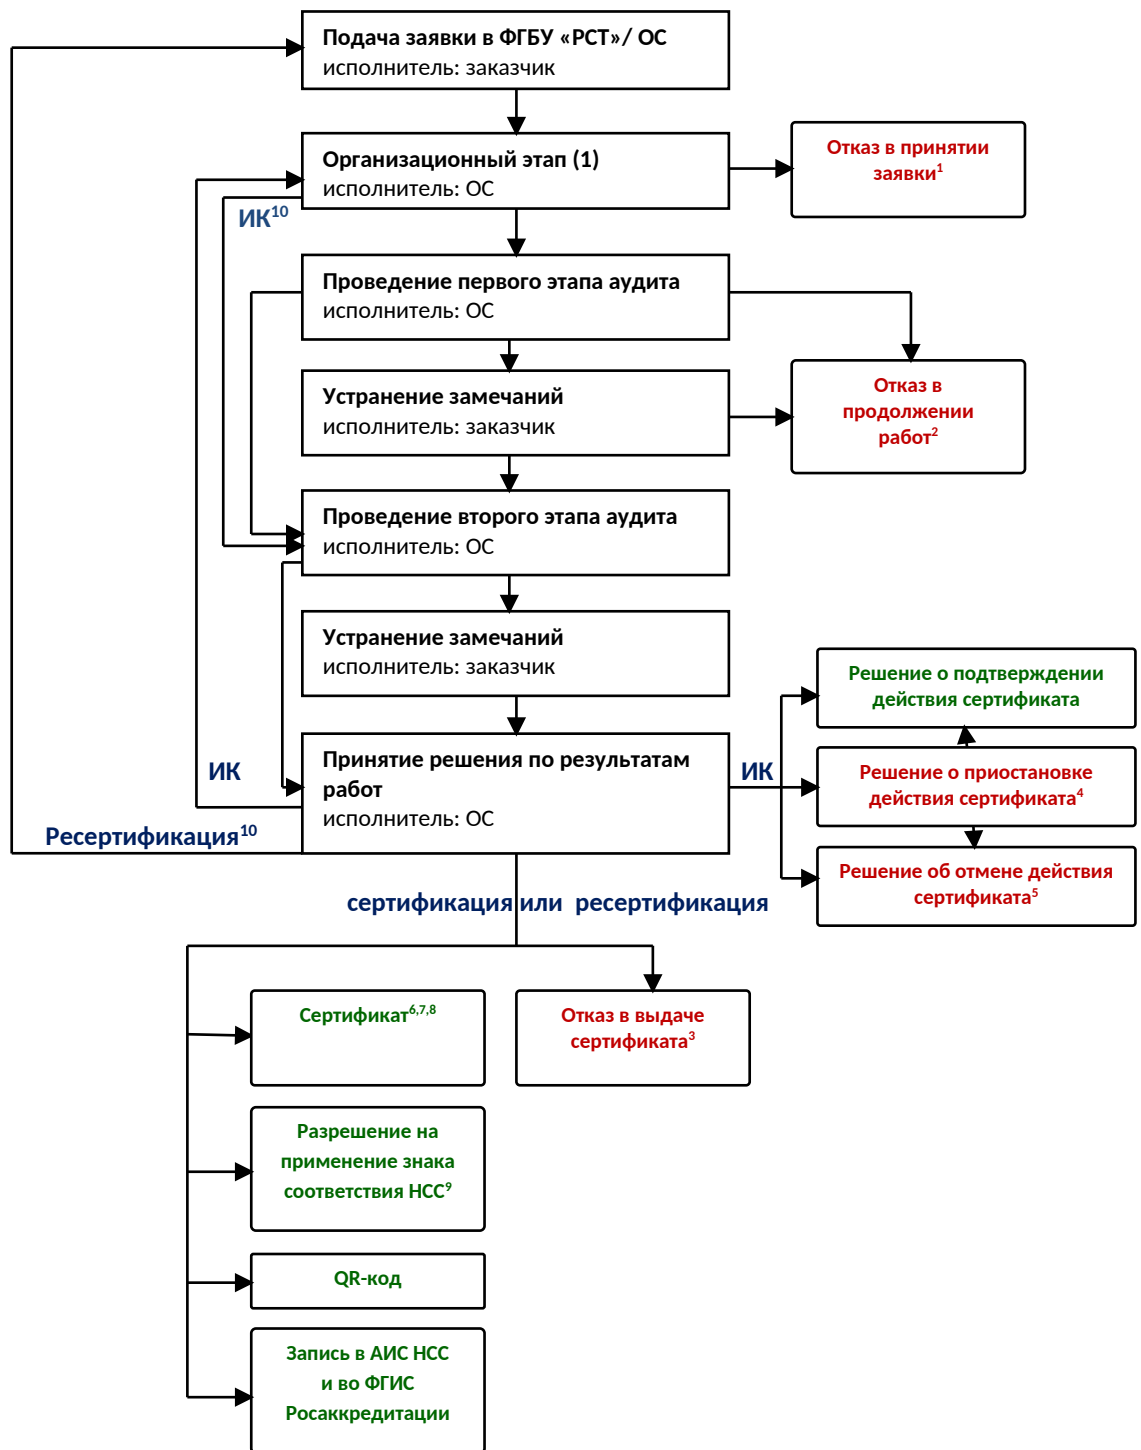 Подача заявки в ФГБУ «РСТ»/ ОС
исполнитель: заказчик
Организационный этап (1)
исполнитель: ОС
Отказ в принятии
заявки¹
ИК¹⁰
Проведение первого этапа аудита
исполнитель: ОС
Устранение замечаний
исполнитель: заказчик
Отказ в
продолжении
работ²
Проведение второго этапа аудита
исполнитель: ОС
Устранение замечаний
исполнитель: заказчик
Решение о подтверждении
действия сертификата
Принятие решения по результатам
работ
исполнитель: ОС
ИК
ИК
Решение о приостановке
действия сертификата⁴
Ресертификация¹⁰
Решение об отмене действия
сертификата⁵
сертификация или ресертификация
Сертификат⁶,⁷,⁸
Отказ в выдаче
сертификата³
Разрешение на
применение знака
соответствия НСС⁹
QR-код
Запись в АИС НСС
и во ФГИС
Росаккредитации